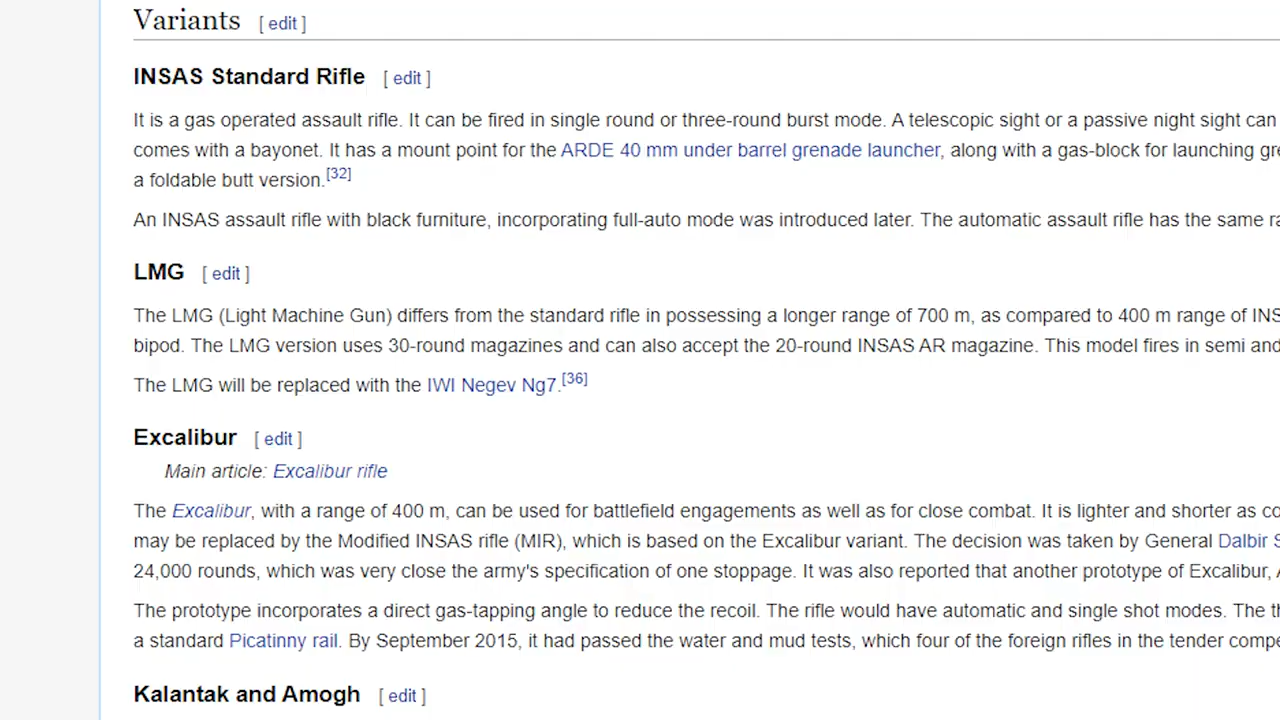 Variants [ edit ]
INSAS Standard Rifle [ edit ]
It is a gas operated assault rifle. It can be fired in single round or three-round burst mode. A telescopic sight or a passive night sight can
comes with a bayonet. It has a mount point for the ARDE 40 mm under barrel grenade launcher, along with a gas-block for launching
a foldable butt version.[32]
An INSAS assault rifle with black furniture, incorporating full-auto mode was introduced later. The automatic assault rifle has the same
LMG [ edit ]
The LMG (Light Machine Gun) differs from the standard rifle in possessing a longer range of 700 m, as compared to 400 m range of
bipod. The LMG version uses 30-round magazines and can also accept the 20-round INSAS AR magazine. This model fires in semi and
The LMG will be replaced with the IWI Negev Ng7.[36]
Excalibur [ edit ]
Main article: Excalibur rifle
The Excalibur, with a range of 400 m, can be used for battlefield engagements as well as for close combat. It is lighter and shorter as
may be replaced by the Modified INSAS rifle (MIR), which is based on the Excalibur variant. The decision was taken by General Dalbir
24,000 rounds, which was very close the army's specification of one stoppage. It was also reported that another prototype of Excalibur,
The prototype incorporates a direct gas-tapping angle to reduce the recoil. The rifle would have automatic and single shot modes. The
a standard Picatinny rail. By September 2015, it had passed the water and mud tests, which four of the foreign rifles in the tender
Kalantak and Amogh [ edit ]